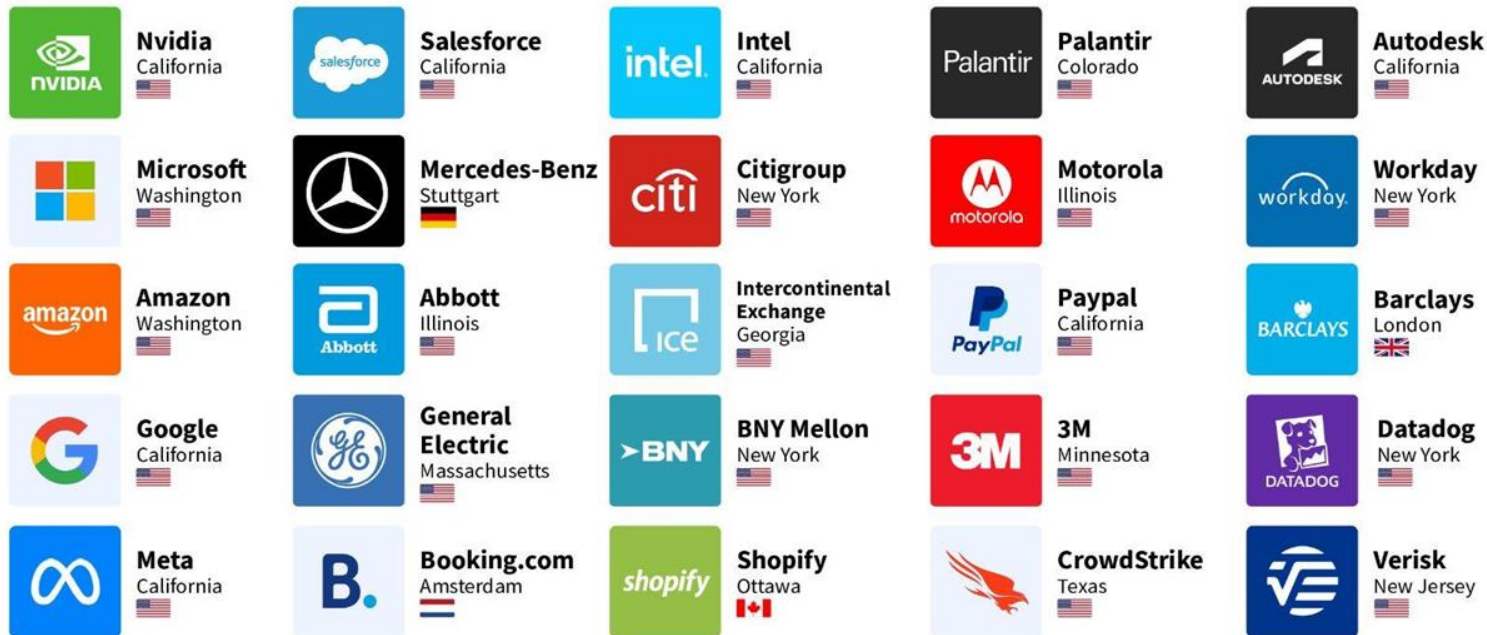 NVIDIA
Nvidia
California
salesforce
Salesforce
California
intel.
Intel
California
Palantir
Palantir
Colorado
AUTODESK
Autodesk
California
Microsoft
Washington
Mercedes-Benz
Stuttgart
citi
Citigroup
New York
motorola
Motorola
Illinois
workday.
Workday
New York
amazon
Amazon
Washington
Abbott
Abbott
Illinois
ICE
Intercontinental
Exchange
Georgia
PayPal
Paypal
California
BARCLAYS
Barclays
London
G
Google
California
GE
General
Electric
Massachusetts
BNY
BNY Mellon
New York
3M
3M
Minnesota
DATADOG
Datadog
New York
Meta
California
B.
Booking.com
Amsterdam
shopify
Shopify
Ottawa
CrowdStrike
Texas
Verisk
New Jersey